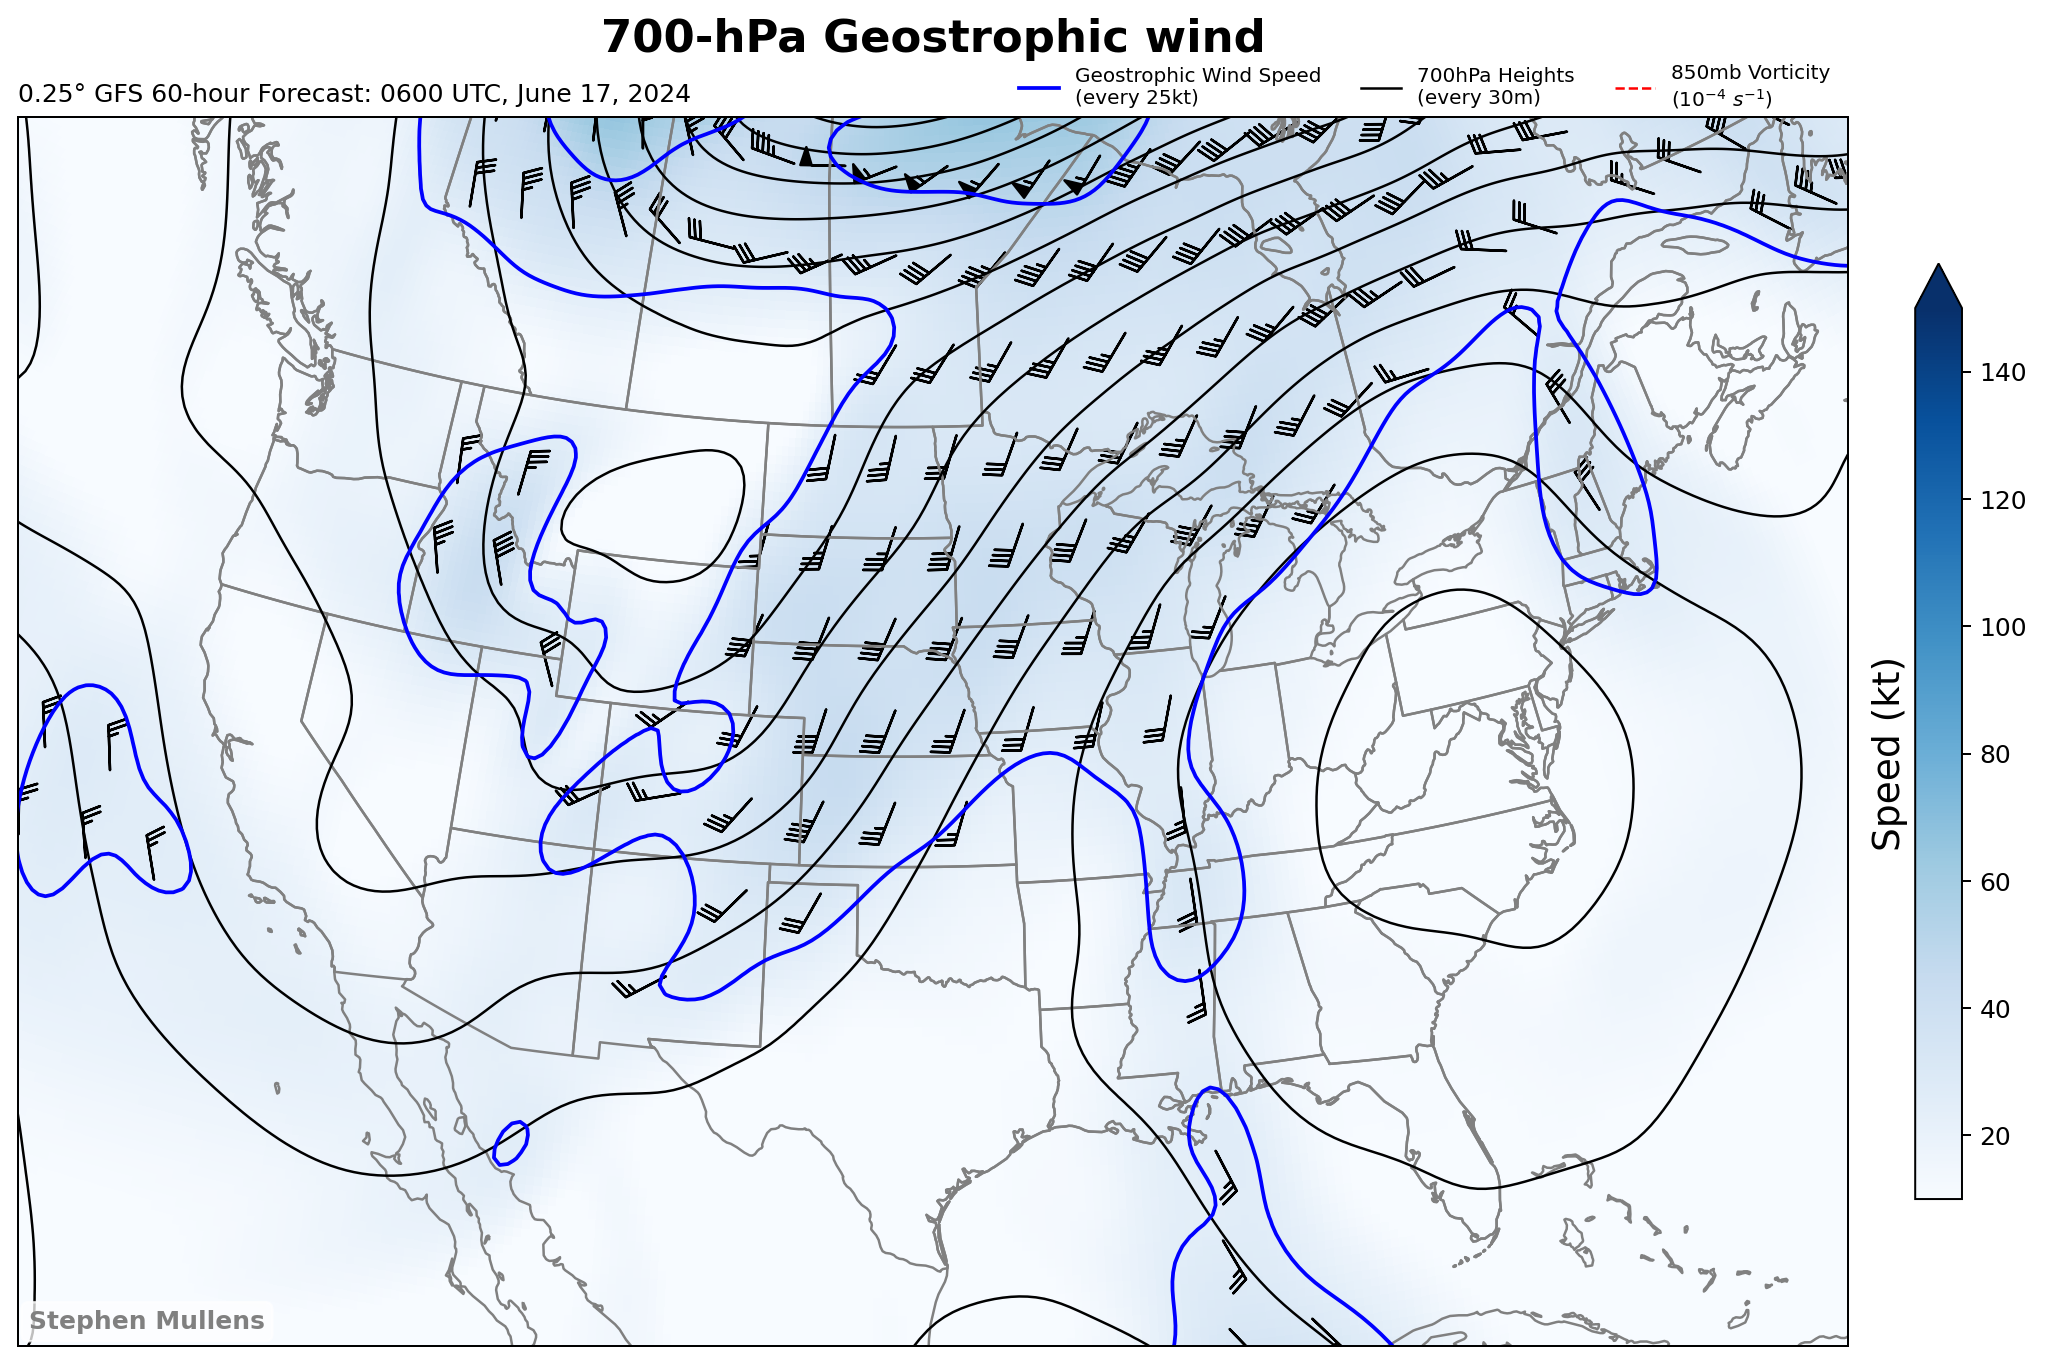 700-hPa Geostrophic wind
0.25° GFS 60-hour Forecast: 0600 UTC, June 17, 2024
Geostrophic Wind Speed
(every 25kt)
700hPa Heights
(every 30m)
850mb Vorticity
(10⁻⁴ s⁻¹)
140
120
100
80
60
40
20
Speed (kt)
Stephen Mullens